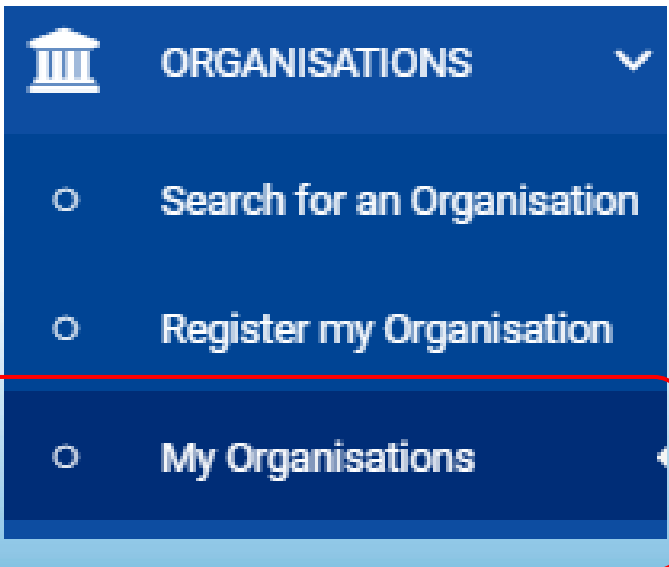 ORGANISATIONS
Search for an Organisation
Register my Organisation
My Organisations